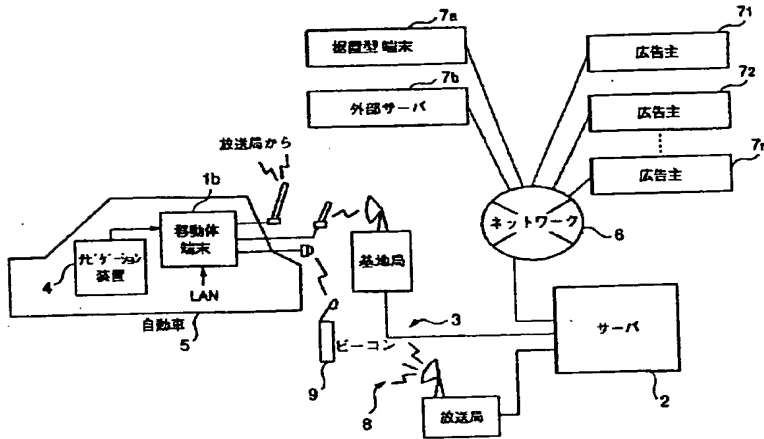 7a
据置型端末
7b
外部サーバ
71
広告主
72
広告主
7n
広告主
放送局から
1b
移動体
端末
ナビゲーション
装置
4
LAN
自動車
5
基地局
3
ビーコン
9
8
放送局
ネットワーク
6
サーバ
2